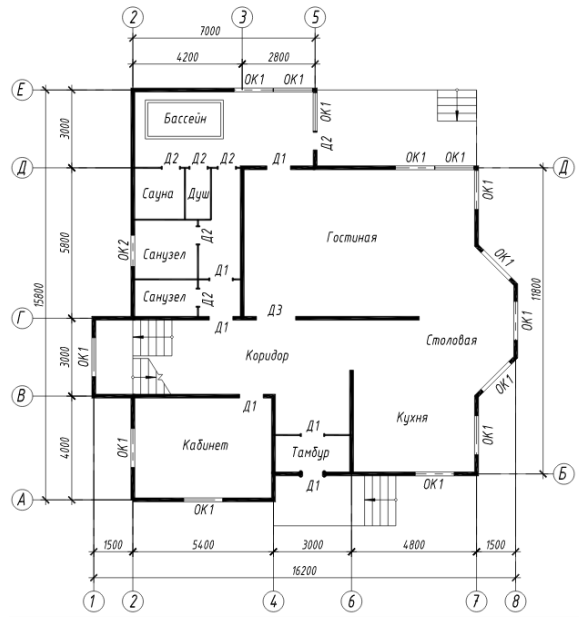 2 3 5
7000
4200 2800
ОК1 ОК1
Е
ОК1
Бассейн
3000
Д2
Д2 Д2 Д2 Д1
ОК1 ОК1
Д Д
ОК1
Сауна Душ
Д2
Гостиная
5800
ОК2
Санузел
ОК1
Д1
15800
11800
Санузел
Д2
Д3
ОК1
Г
Д1
Столовая
3000
ОК1
Коридор
ОК1
В
Д1
Кухня
Д1
ОК1
4000
ОК1
Кабинет
Тамбур
Б
Д1
ОК1
А
ОК1
1500 5400 3000 4800 1500
16200
1 2 4 6 7 8